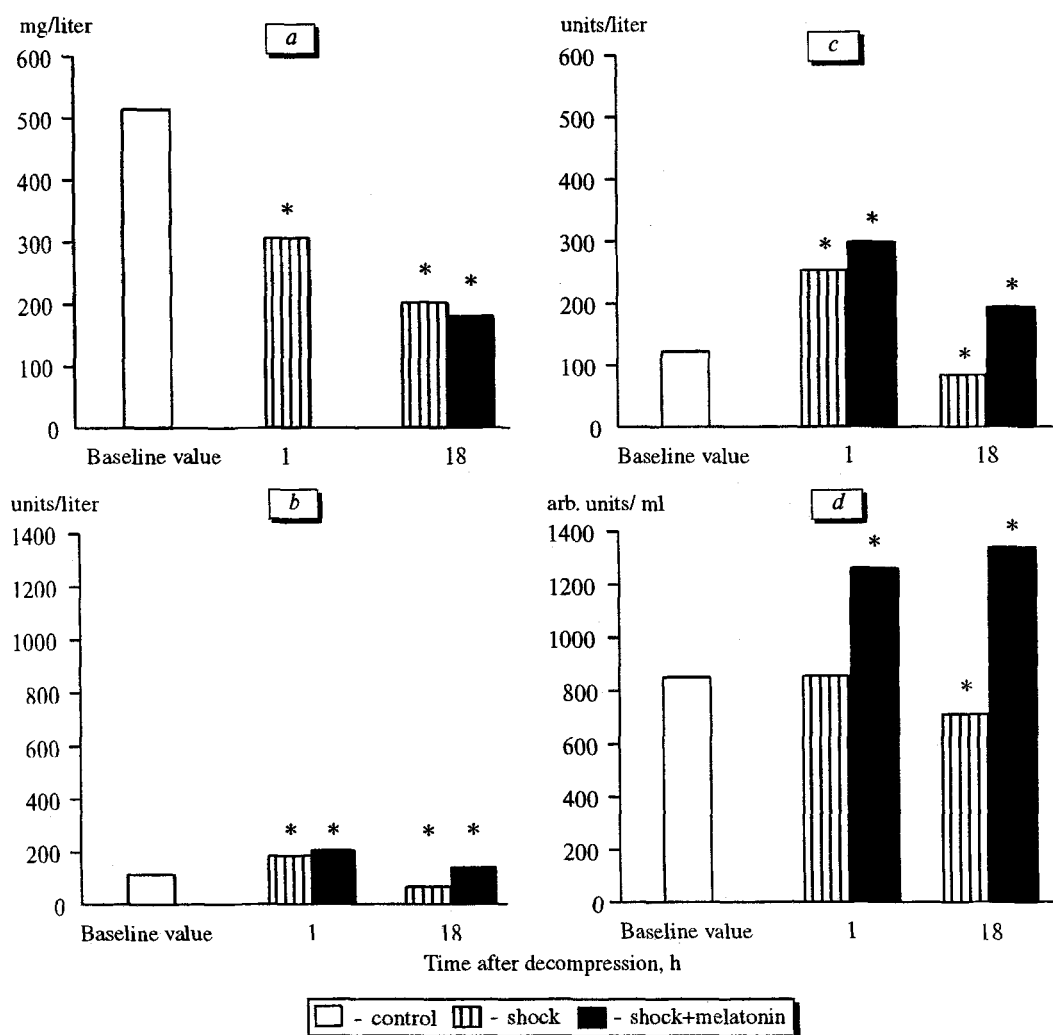 mg/liter
a
600
500
400
300
200
100
0
*
*
*
Baseline value 1 18
units/liter
c
600
500
400
300
200
100
0
*
*
*
*
Baseline value 1 18
units/liter
b
1400
1200
1000
800
600
400
200
0
* * * *
Baseline value 1 18
arb. units/ ml
d
1400
1200
1000
800
600
400
200
0
*
*
*
Baseline value 1 18
Time after decompression, h
- control - shock - shock+melatonin